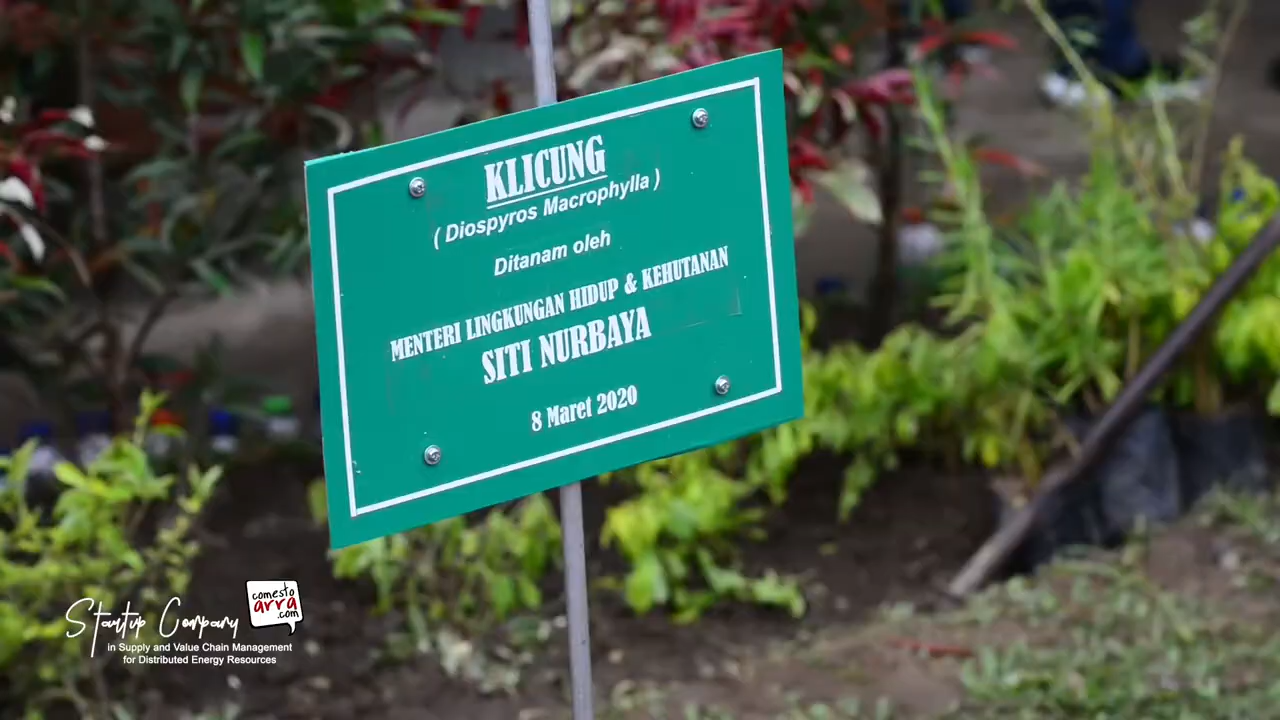 KLICUNG
( Diospyros Macrophylla )
Ditanam oleh
MENTERI LINGKUNGAN HIDUP & KEHUTANAN
SITI NURBAYA
8 Maret 2020
Startup Company
comesto
arra
.com
in Supply and Value Chain Management
for Distributed Energy Resources